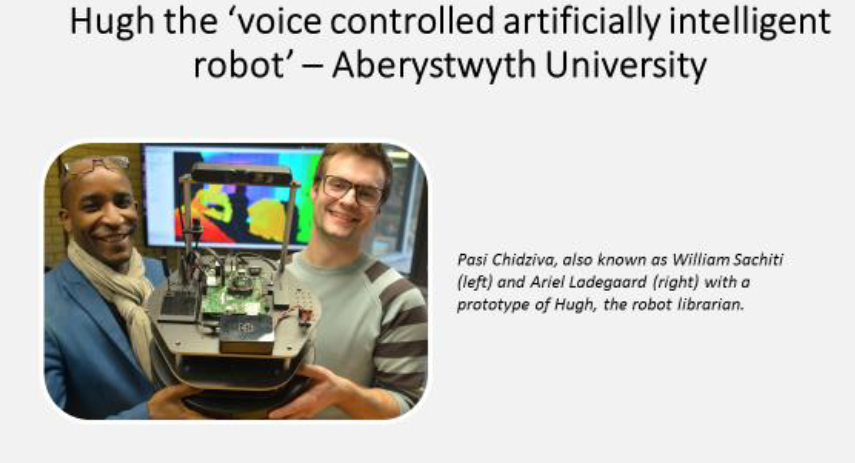 Hugh the ‘voice controlled artificially intelligent
robot’ – Aberystwyth University
Pasi Chidziva, also known as William Sachiti
(left) and Ariel Ladegaard (right) with a
prototype of Hugh, the robot librarian.